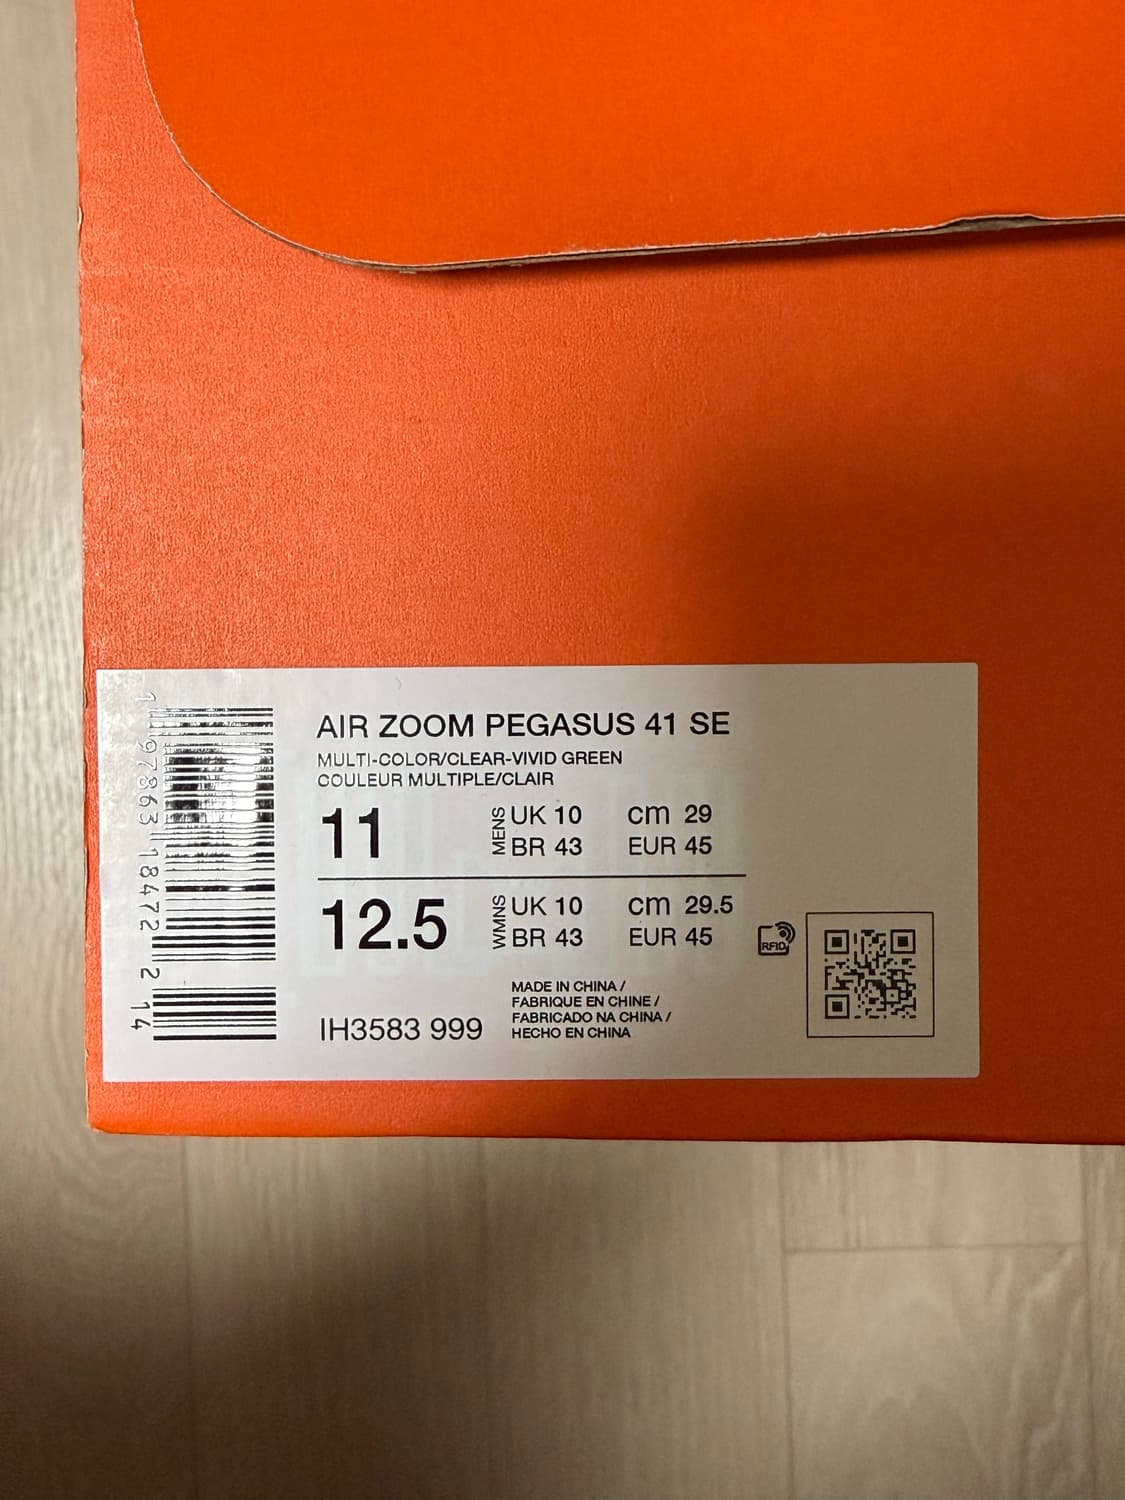 AIR ZOOM PEGASUS 41 SE
MULTI-COLOR/CLEAR-VIVID GREEN
COULEUR MULTIPLE/CLAIR
11
MENS
UK 10 cm 29
BR 43 EUR 45
12.5
WMNS
UK 10 cm 29.5
BR 43 EUR 45
RFID
MADE IN CHINA /
FABRIQUE EN CHINE /
FABRICADO NA CHINA /
HECHO EN CHINA
IH3583 999
1 97863 18472 2 14